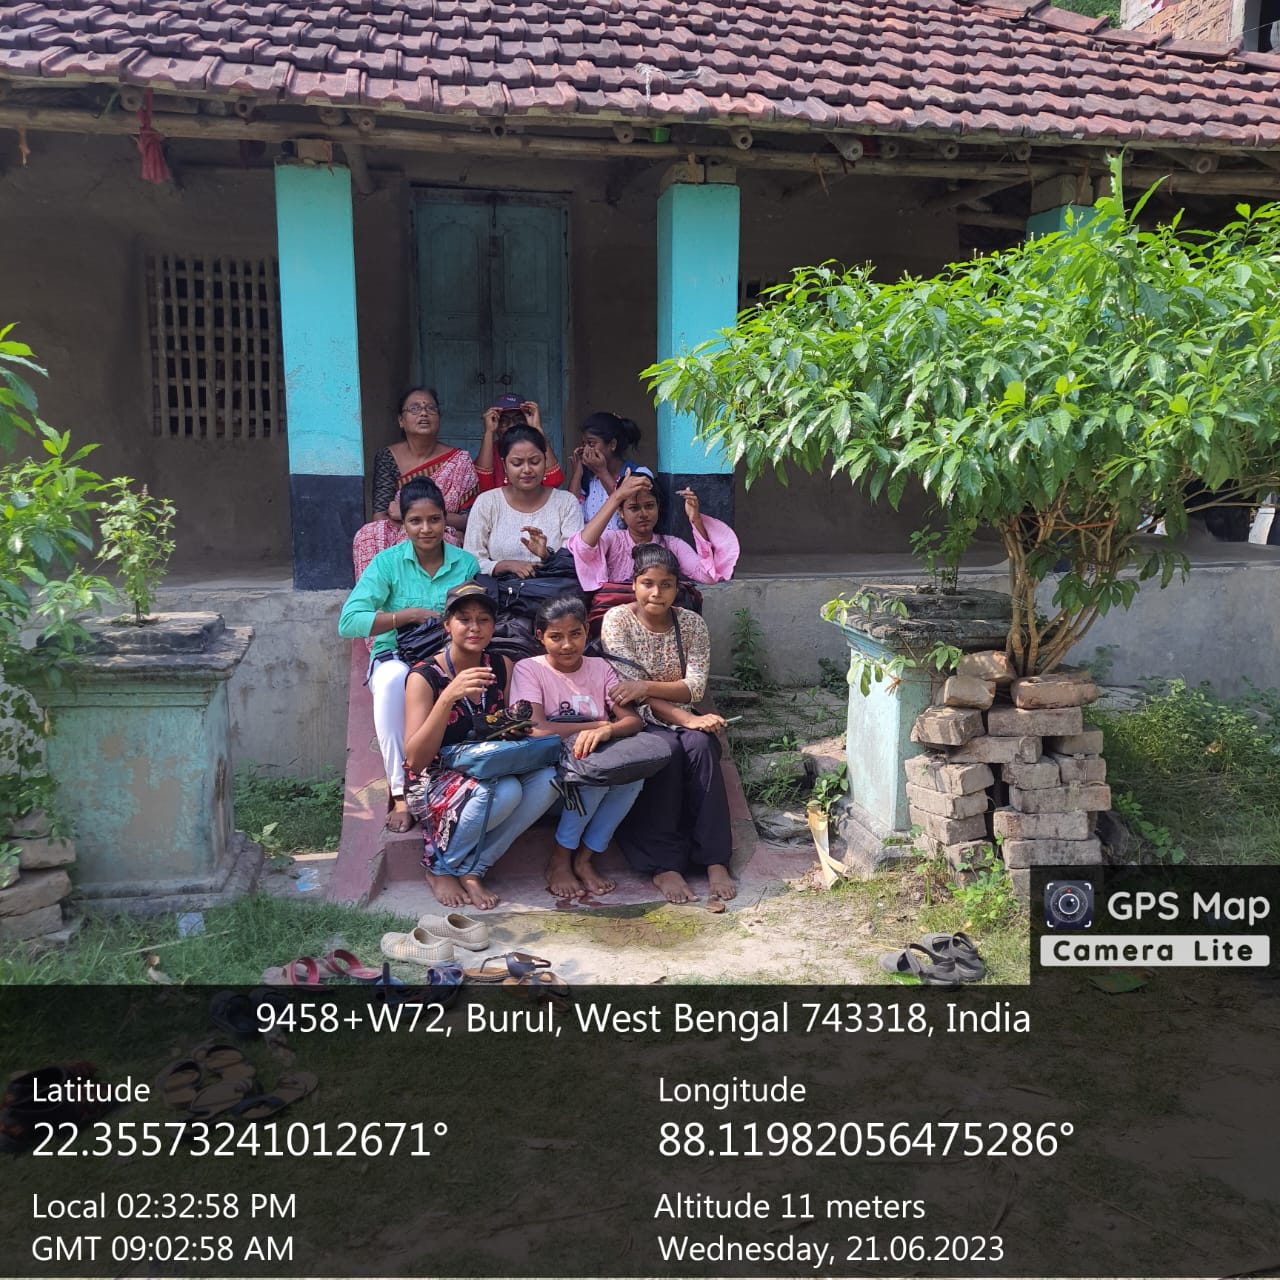 GPS Map
Camera Lite
9458+W72, Burul, West Bengal 743318, India
Latitude
22.35573241012671°
Longitude
88.11982056475286°
Local 02:32:58 PM
GMT 09:02:58 AM
Altitude 11 meters
Wednesday, 21.06.2023